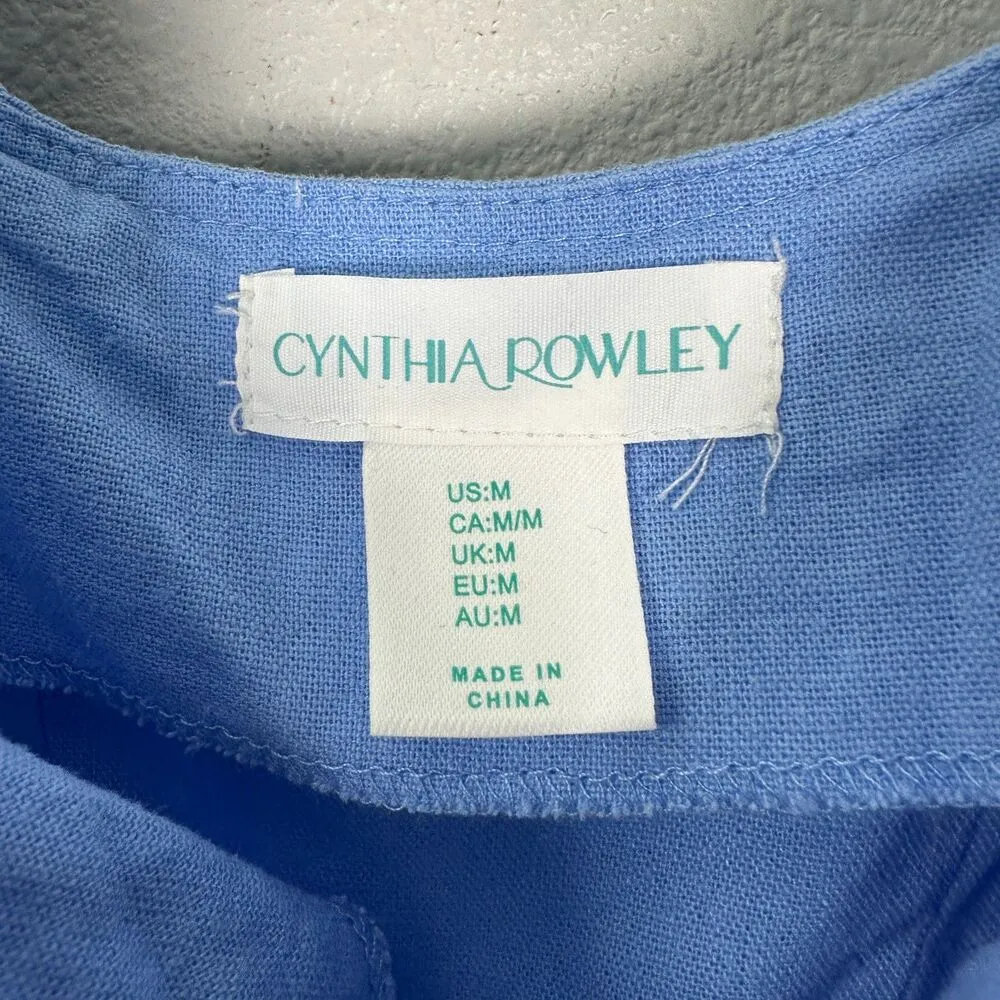 CYNTHIA ROWLEY
US:M
CA:M/M
UK:M
EU:M
AU:M
MADE IN
CHINA